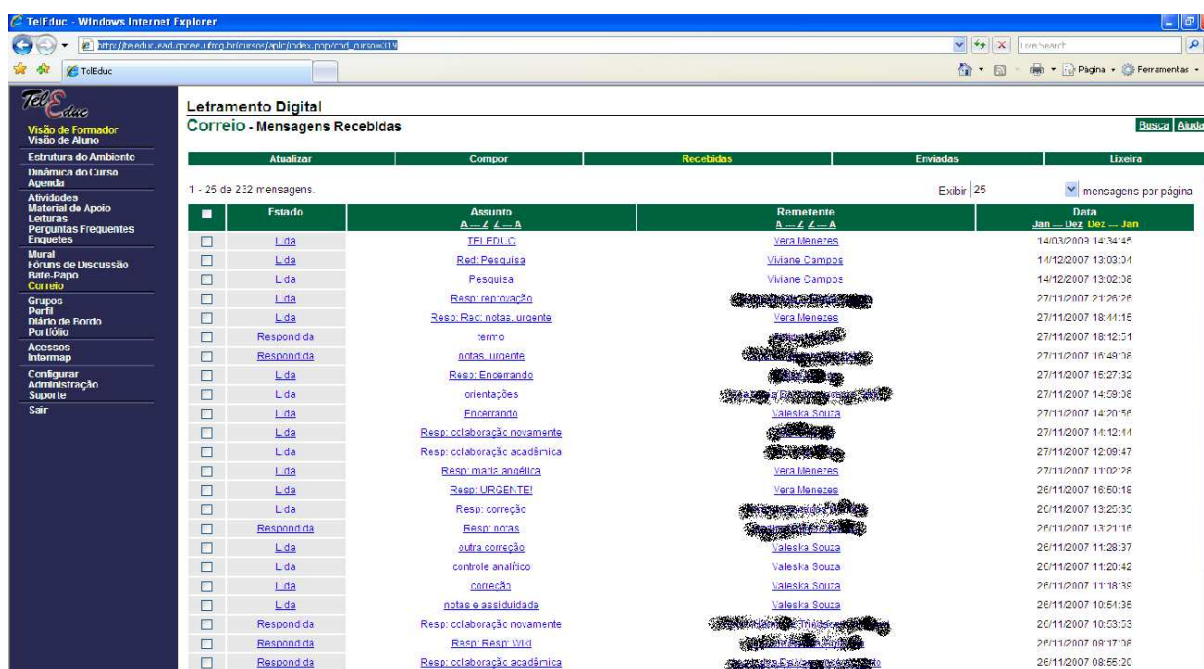 TelEduc - Windows Internet Explorer
TelEduc
Página
Ferramentas
TelEduc
Visão de Formador
Visão de Aluno
Estrutura do Ambiente
Dinâmica do Curso
Agenda
Atividades
Material de Apoio
Leituras
Perguntas Frequentes
Enquetes
Mural
Fóruns de Discussão
Bate-Papo
Correio
Grupos
Perfil
Diário de Bordo
Portfólio
Acessos
Intermap
Configurar
Administração
Suporte
Sair
Letramento Digital
Correio - Mensagens Recebidas
Busca Ajuda
Atualizar Compor Recebidas Enviadas Lixeira
1 - 25 de 232 mensagens. Exibir 25 mensagens por página
Estado Assunto Remetente Data
A --- Z Z --- A A --- Z Z --- A Jan --- Dez Dez --- Jan
Lida TELEDUC Vera Menezes 14/03/2009 14:34:45
Lida Red: Pesquisa Viviane Campos 14/12/2007 13:03:04
Lida Pesquisa Viviane Campos 14/12/2007 13:02:08
Lida Resp: reprovação 27/11/2007 21:26:26
Lida Resp: Rec: notas, urgente Vera Menezes 27/11/2007 18:44:15
Respondida termo 27/11/2007 18:12:51
Respondida notas, urgente 27/11/2007 16:49:08
Lida Resp: Encerrando 27/11/2007 15:27:32
Lida orientações 27/11/2007 14:59:08
Lida Encerrando Valeska Souza 27/11/2007 14:20:56
Lida Resp: colaboração novamente 27/11/2007 14:12:44
Lida Resp: colaboração acadêmica 27/11/2007 12:09:47
Lida Resp: maria angélica Vera Menezes 27/11/2007 11:02:28
Lida Resp: URGENTE! Vera Menezes 26/11/2007 16:50:18
Lida Resp: correção 26/11/2007 13:25:35
Respondida Resp: notas 26/11/2007 13:21:16
Lida outra correção Valeska Souza 26/11/2007 11:28:37
Lida controle analítico Valeska Souza 26/11/2007 11:20:42
Lida correção Valeska Souza 26/11/2007 11:18:39
Lida notas e assiduidade Valeska Souza 26/11/2007 10:54:35
Respondida Resp: colaboração novamente 26/11/2007 10:53:53
Respondida Resp: Resp: Wiki 26/11/2007 09:17:08
Respondida Resp: colaboração acadêmica 26/11/2007 08:55:20